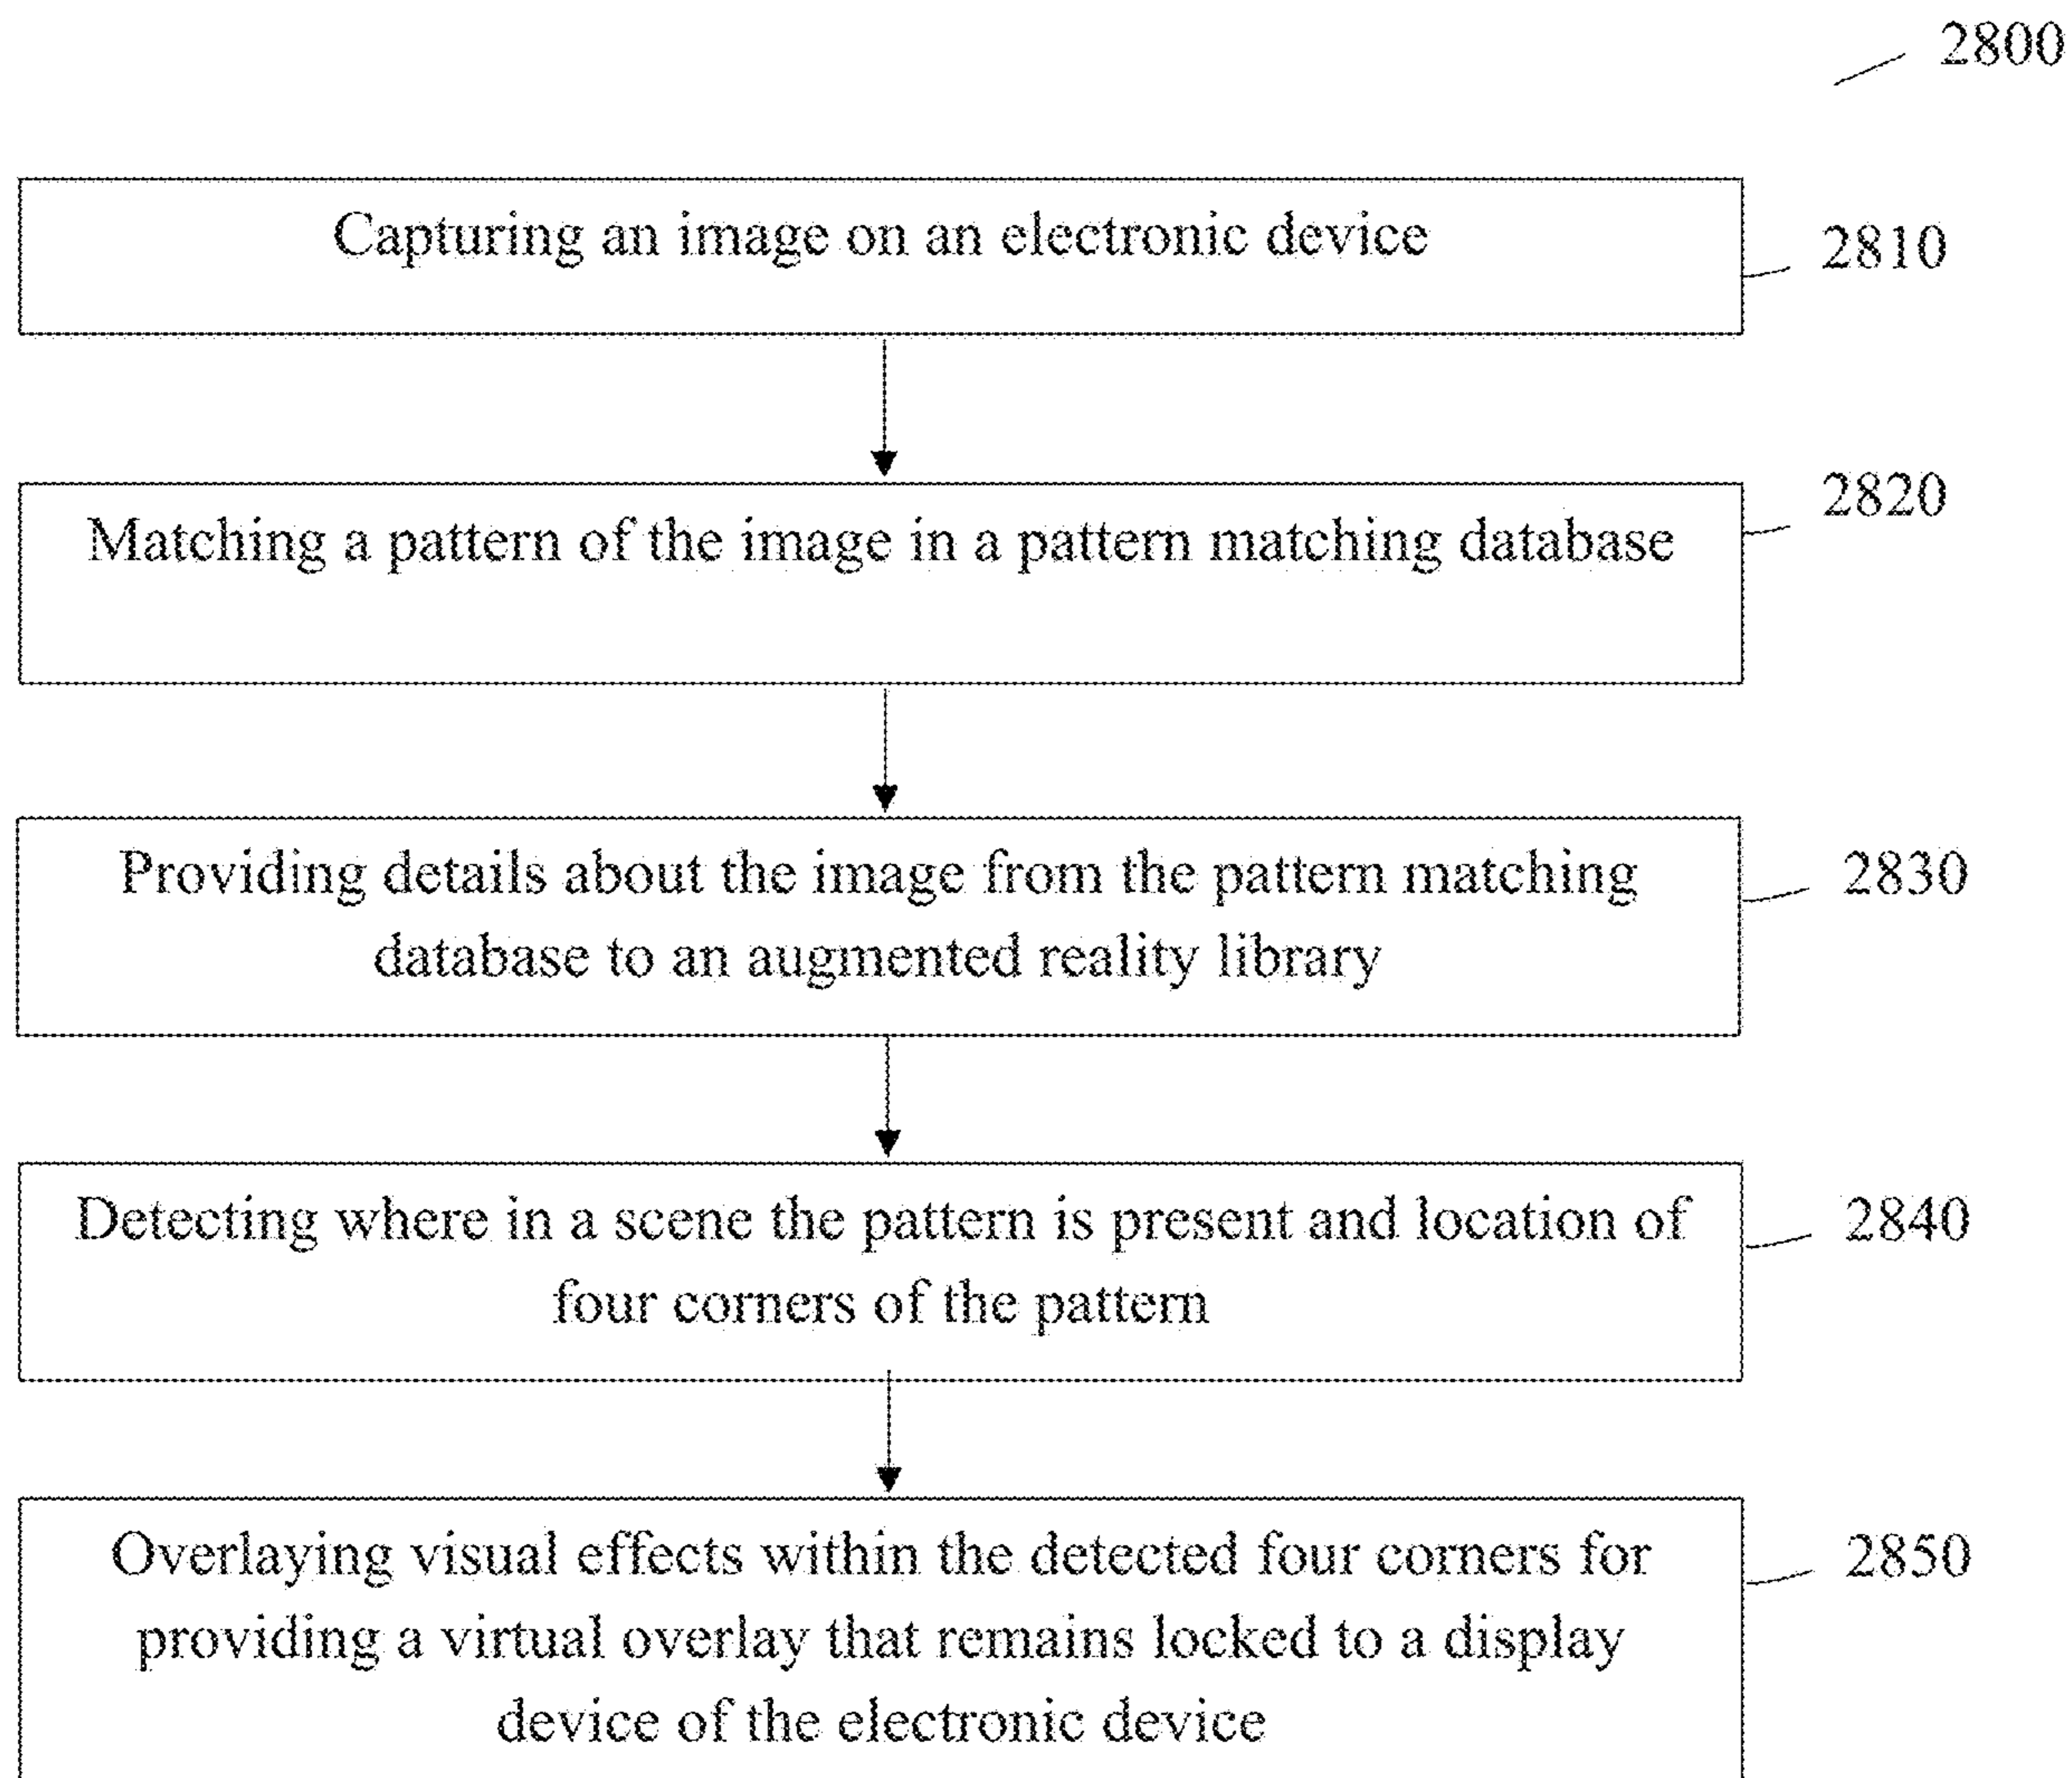 2800
Capturing an image on an electronic device
2810
Matching a pattern of the image in a pattern matching database
2820
Providing details about the image from the pattern matching
database to an augmented reality library
2830
Detecting where in a scene the pattern is present and location of
four corners of the pattern
2840
Overlaying visual effects within the detected four corners for
providing a virtual overlay that remains locked to a display
device of the electronic device
2850